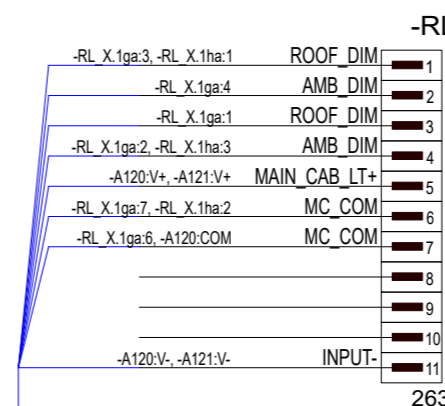 -RL
-RL_X.1ga:3, -RL_X.1ha:1 ROOF_DIM 1
-RL_X.1ga:4 AMB_DIM 2
-RL_X.1ga:1 ROOF_DIM 3
-RL_X.1ga:2, -RL_X.1ha:3 AMB_DIM 4
-A120:V+, -A121:V+ MAIN_CAB_LT+ 5
-RL_X.1ga:7, -RL_X.1ha:2 MC_COM 6
-RL_X.1ga:6, -A120:COM MC_COM 7
8
9
10
-A120:V-, -A121:V- INPUT- 11
263